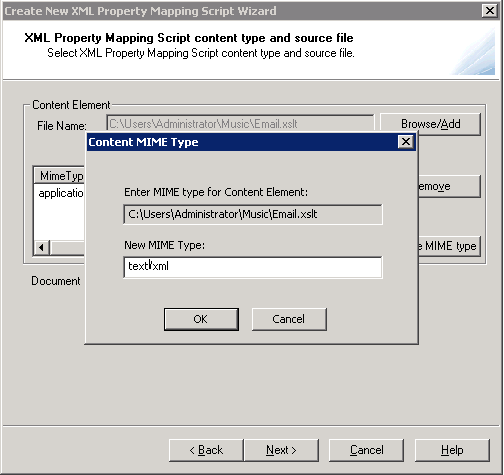 Create New XML Property Mapping Script Wizard
XML Property Mapping Script content type and source file
Select XML Property Mapping Script content type and source file.
Content Element
File Name: C:\Users\Administrator\Music\Email.xslt Browse/Add
Content MIME Type
MimeTyp
applicatio
emove
Enter MIME type for Content Element:
C:\Users\Administrator\Music\Email.xslt
New MIME Type:
e MIME type
text/xml
Document
OK Cancel
< Back Next > Cancel Help